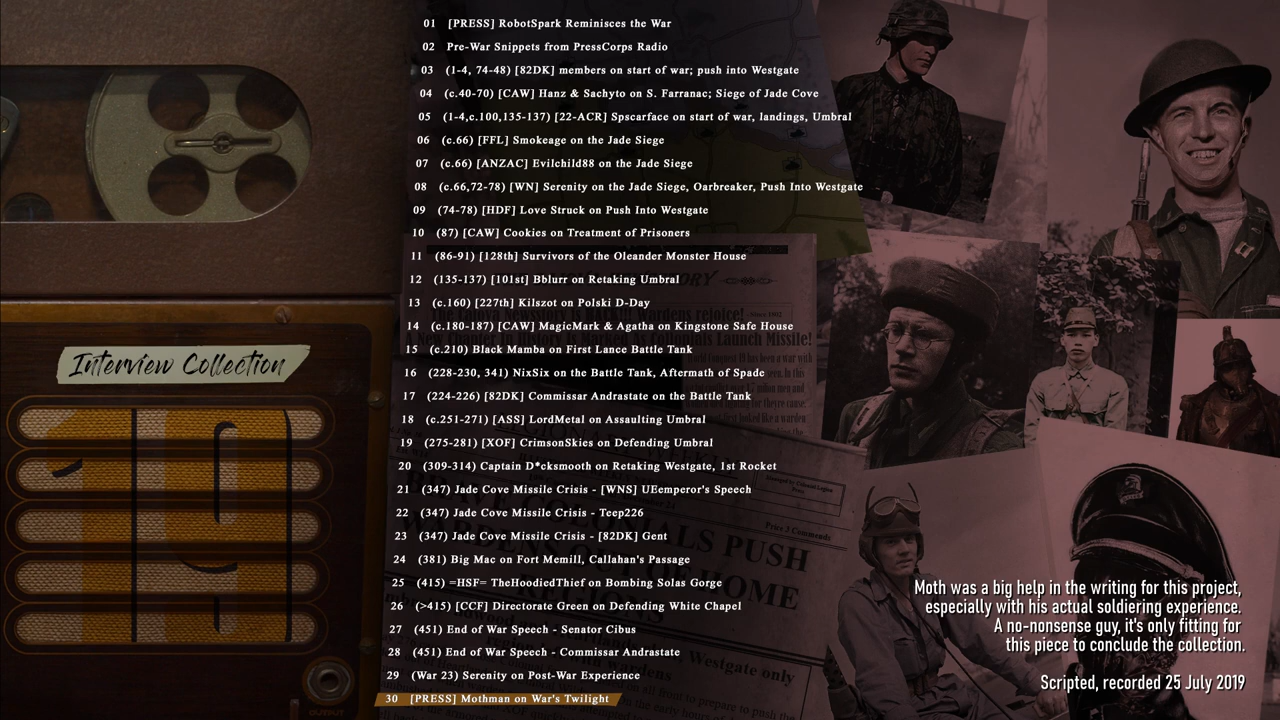 01 [PRESS] RobotSpark Reminisces the War
02 Pre-War Snippets from PressCorps Radio
03 (1-4, 74-48) [82DK] members on start of war; push into Westgate
04 (c.40-70) [CAW] Hanz & Sachyto on S. Farranac; Siege of Jade Cove
05 (1-4,c.100,135-137) [22-ACR] Spscarface on start of war, landings, Umbral
06 (c.66) [FFL] Smokeage on the Jade Siege
07 (c.66) [ANZAC] Evilchild88 on the Jade Siege
08 (c.66,72-78) [WN] Serenity on the Jade Siege, Oarbreaker, Push Into Westgate
09 (74-78) [HDF] Love Struck on Push Into Westgate
10 (87) [CAW] Cookies on Treatment of Prisoners
11 (86-91) [128th] Survivors of the Oleander Monster House
12 (135-137) [101st] Bblurr on Retaking Umbral
13 (c.160) [227th] Kilszot on Polski D-Day
14 (c.180-187) [CAW] MagicMark & Agatha on Kingstone Safe House
15 (c.210) Black Mamba on First Lance Battle Tank
16 (228-230, 341) NixSix on the Battle Tank, Aftermath of Spade
17 (224-226) [82DK] Commissar Andrastate on the Battle Tank
18 (c.251-271) [ASS] LordMetal on Assaulting Umbral
19 (275-281) [XOF] CrimsonSkies on Defending Umbral
20 (309-314) Captain D*cksmooth on Retaking Westgate, 1st Rocket
21 (347) Jade Cove Missile Crisis - [WNS] UEemperor's Speech
22 (347) Jade Cove Missile Crisis - Teep226
23 (347) Jade Cove Missile Crisis - [82DK] Gent
24 (381) Big Mac on Fort Memill, Callahan's Passage
25 (415) =HSF= TheHoodiedThief on Bombing Solas Gorge
26 (>415) [CCF] Directorate Green on Defending White Chapel
27 (451) End of War Speech - Senator Cibus
28 (451) End of War Speech - Commissar Andrastate
29 (War 23) Serenity on Post-War Experience
30 [PRESS] Mothman on War's Twilight
Interview Collection
19
OUTPUT
Moth was a big help in the writing for this project,
especially with his actual soldiering experience.
A no-nonsense guy, it's only fitting for
this piece to conclude the collection.
Scripted, recorded 25 July 2019